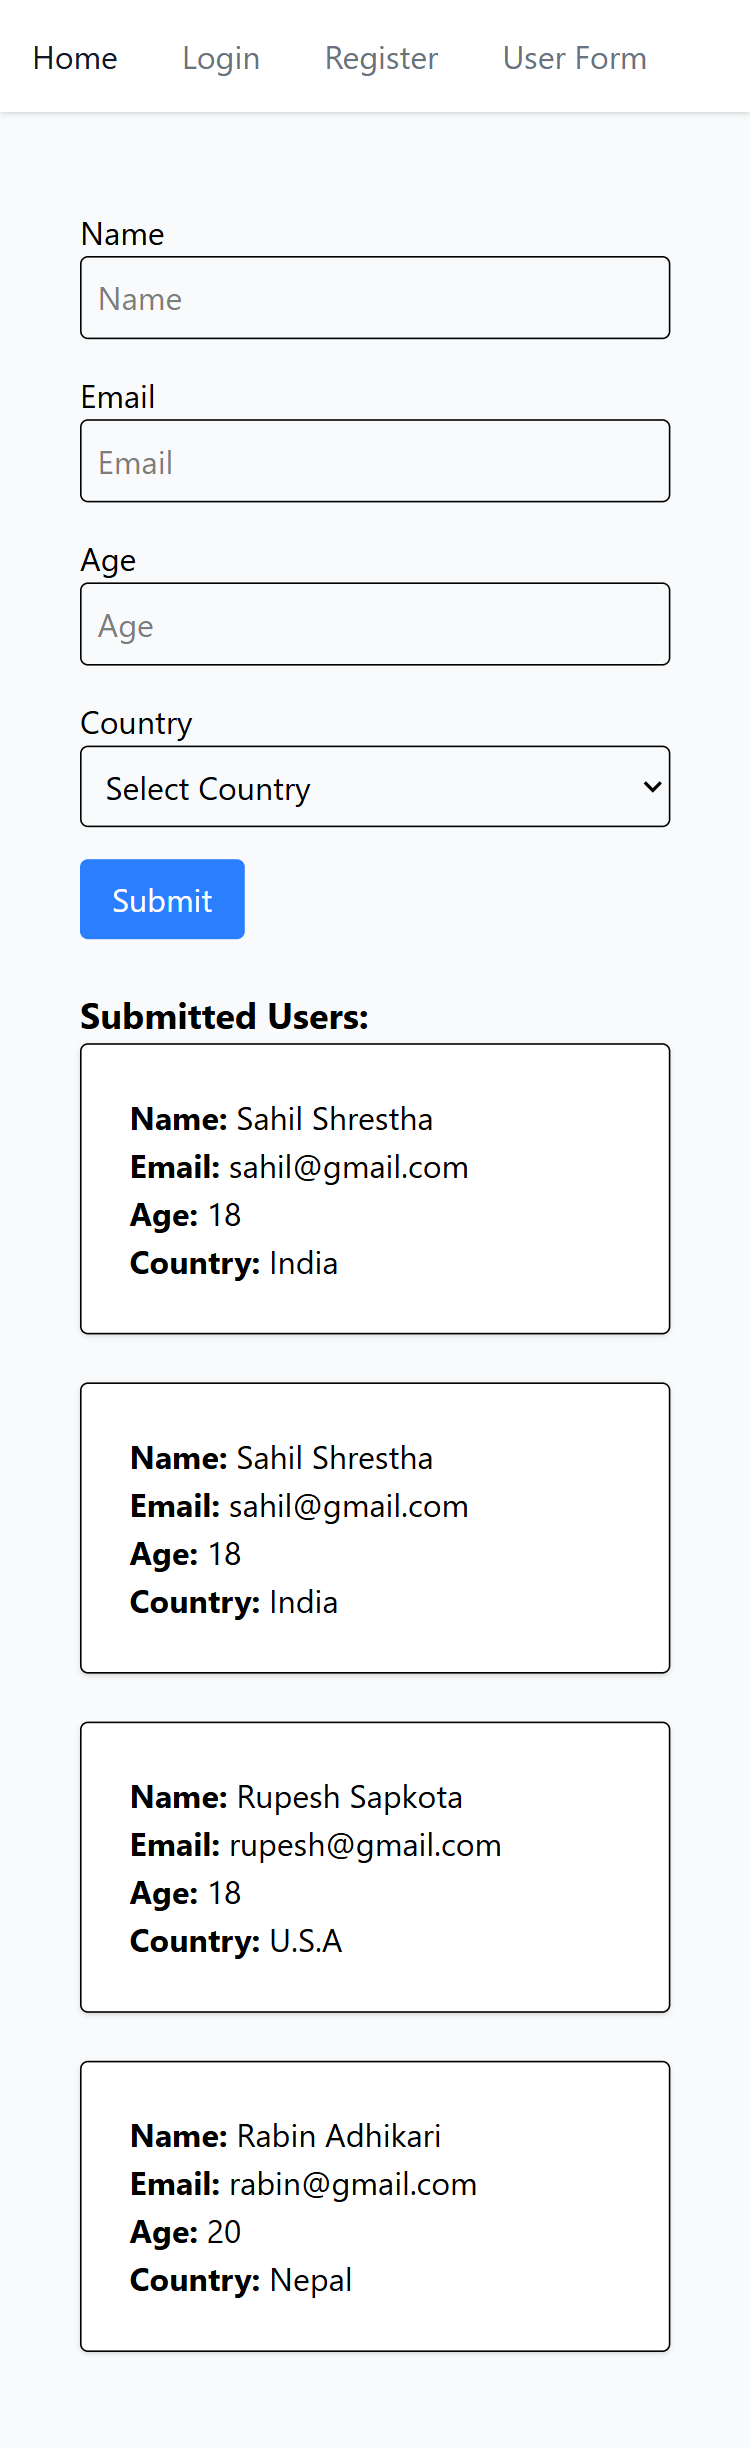 Home Login Register User Form
Name
Name
Email
Email
Age
Age
Country
Select Country
Submit
Submitted Users:
Name: Sahil Shrestha
Email: sahil@gmail.com
Age: 18
Country: India
Name: Sahil Shrestha
Email: sahil@gmail.com
Age: 18
Country: India
Name: Rupesh Sapkota
Email: rupesh@gmail.com
Age: 18
Country: U.S.A
Name: Rabin Adhikari
Email: rabin@gmail.com
Age: 20
Country: Nepal